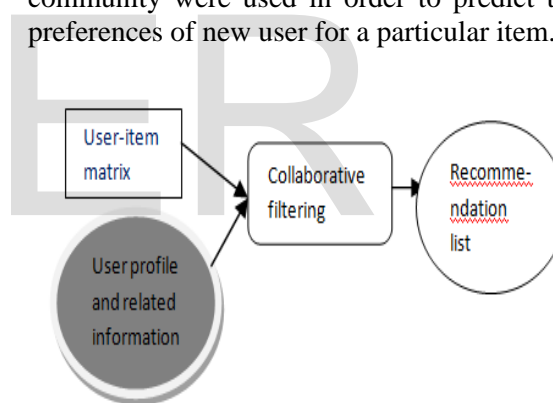 community were used in order to predict t
preferences of new user for a particular item.
ER
User-item
matrix
Collaborative
filtering
Recomme-
ndation
list
User profile
and related
information